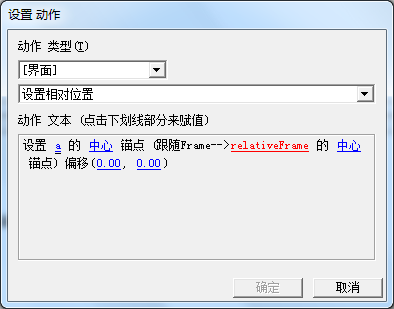 设置 动作
动作 类型(T)
[界面]
设置相对位置
动作 文本 (点击下划线部分来赋值)
设置 a 的 中心 锚点 (跟随Frame-->relativeFrame 的 中心
锚点) 偏移(0.00, 0.00)
确定 取消